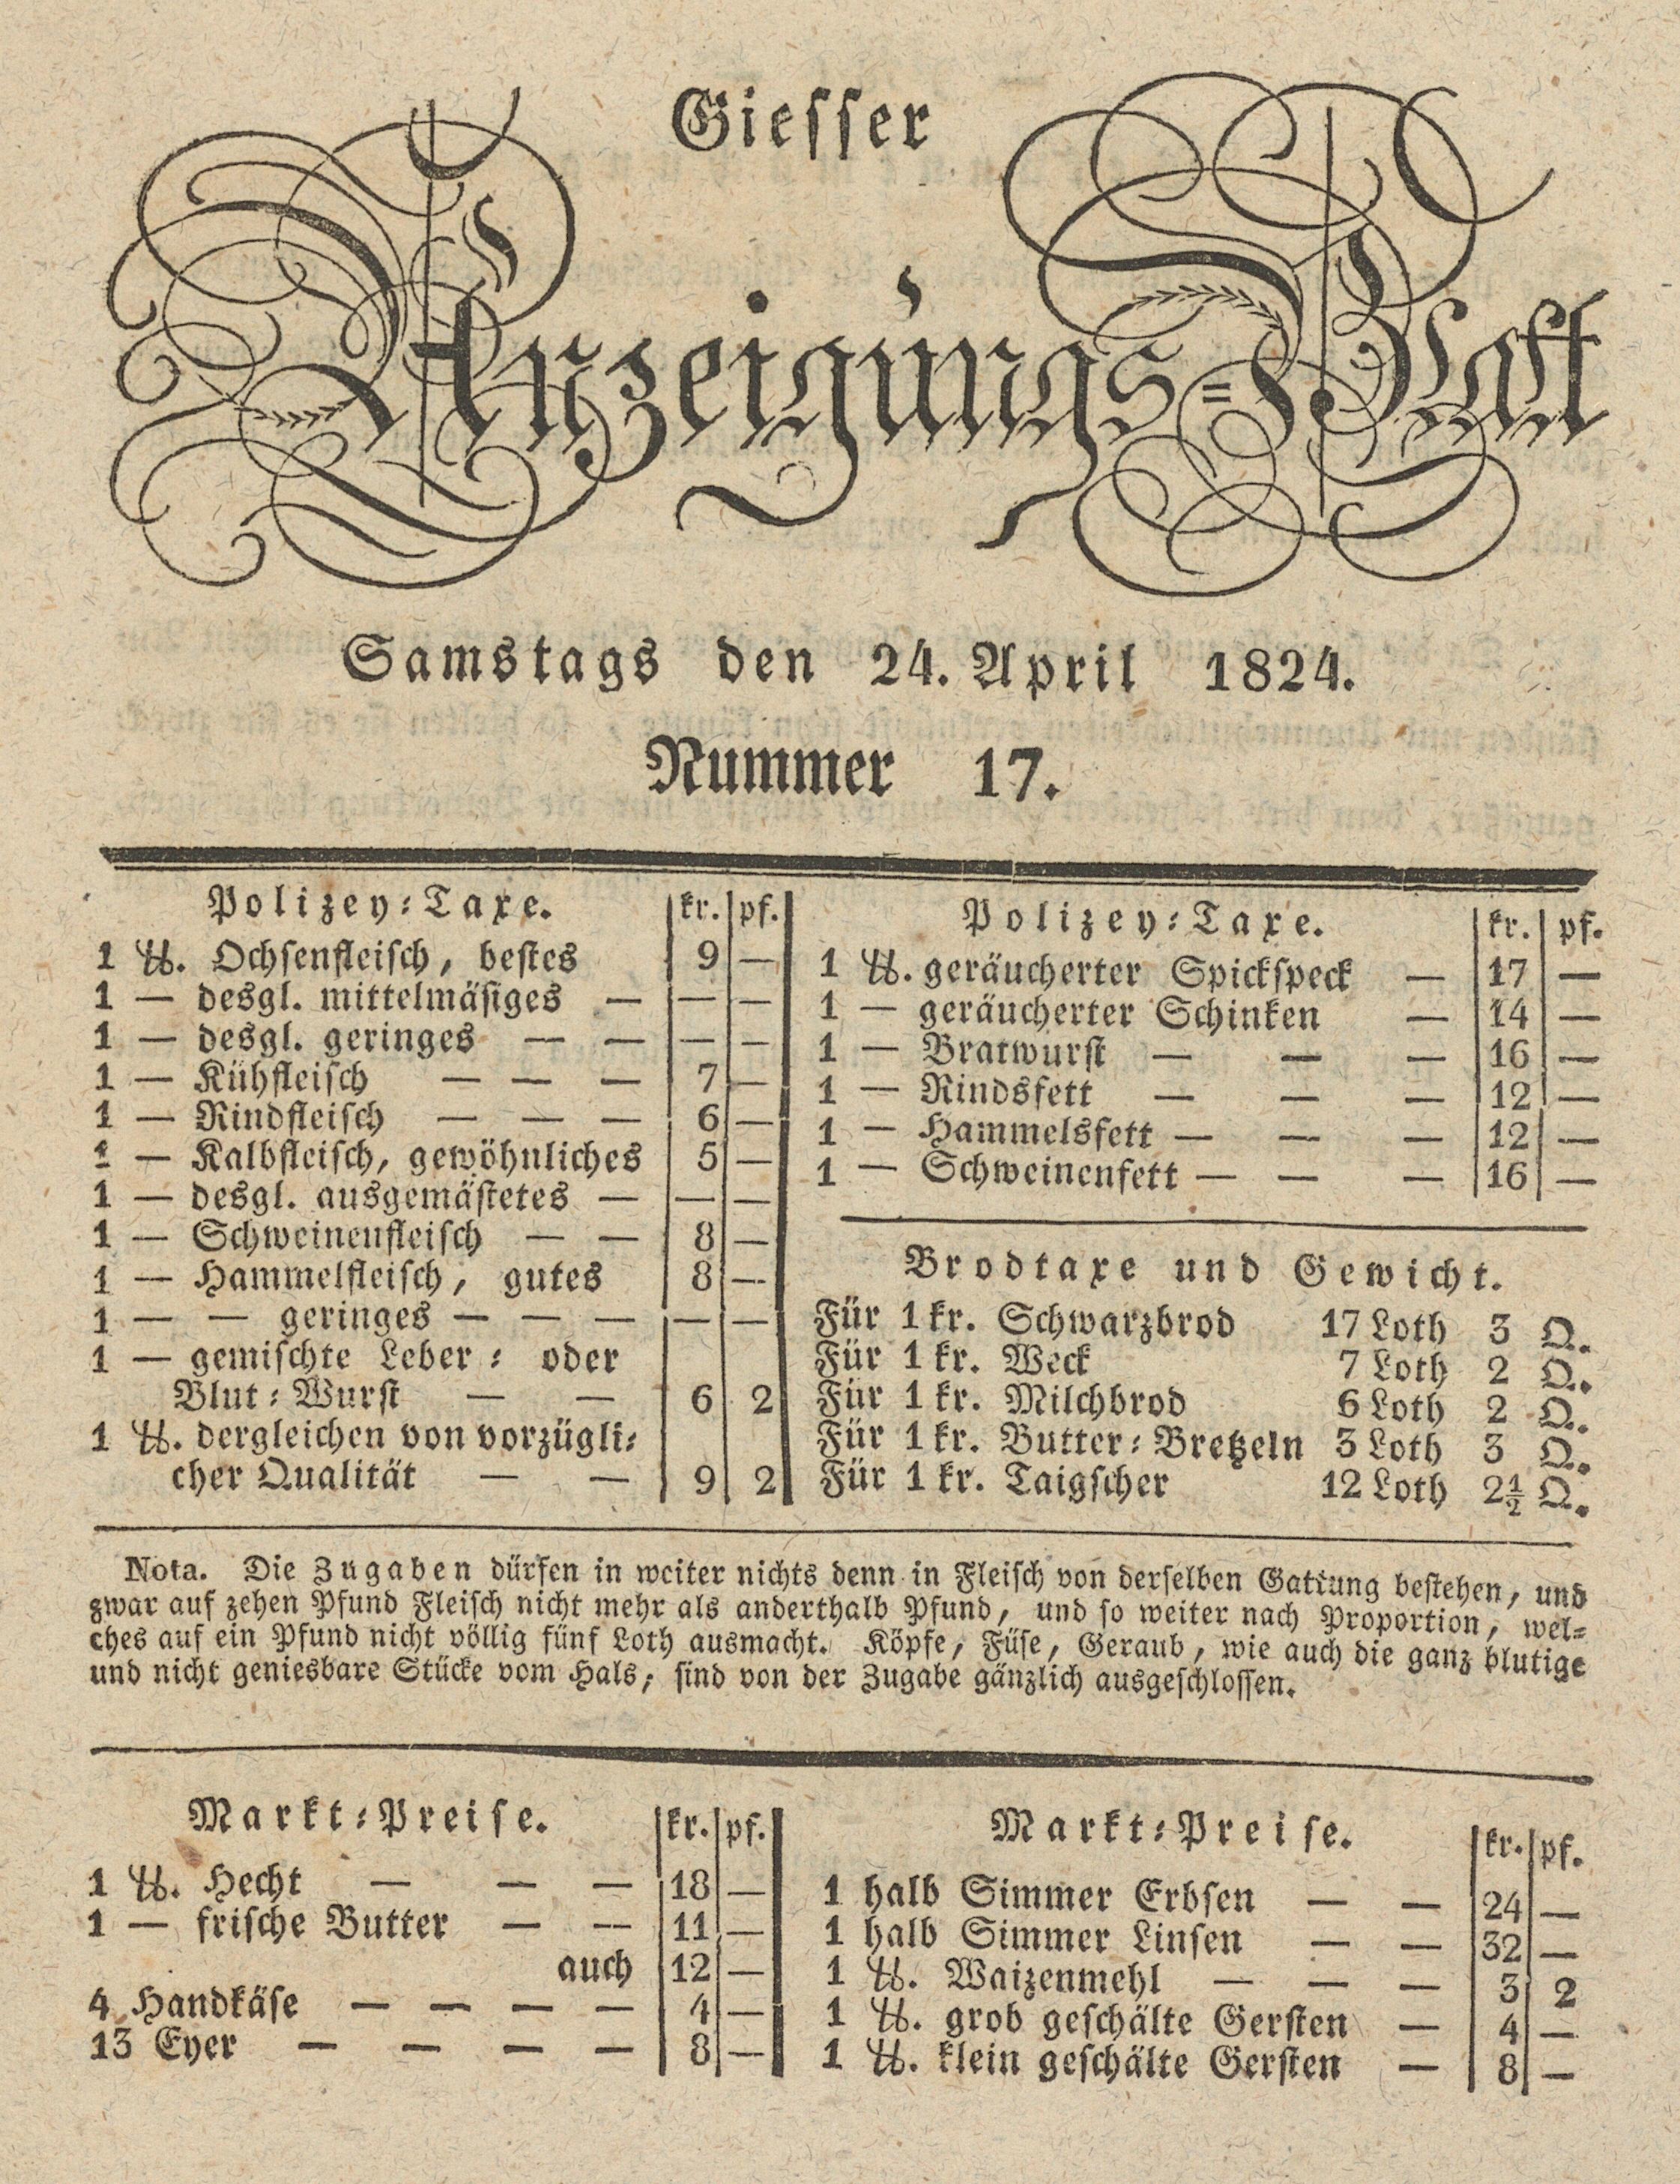 Giesser
Anzeigungs-Blatt
Samstags den 24. April 1824.
Nummer 17.
Polizey-Taxe. kr. pf.
1 ℔. Ochsenfleisch, bestes 9 —
1 — desgl. mittelmäsiges — — —
1 — desgl. geringes — — — —
1 — Kühfleisch — — — 7 —
1 — Rindfleisch — — — 6 —
1 — Kalbfleisch, gewöhnliches 5 —
1 — desgl. ausgemästetes — — —
1 — Schweinenfleisch — — 8 —
1 — Hammelfleisch, gutes 8 —
1 — — geringes — — — — —
1 — gemischte Leber- oder
Blut-Wurst — — 6 2
1 ℔. dergleichen von vorzügli-
cher Qualität — — 9 2
Polizey-Taxe. kr. pf.
1 ℔. geräucherter Spickspeck — 17 —
1 — geräucherter Schinken — 14 —
1 — Bratwurst — — — 16 —
1 — Rindsfett — — — 12 —
1 — Hammelsfett — — — 12 —
1 — Schweinenfett — — — 16 —
Brodtaxe und Gewicht.
Für 1 kr. Schwarzbrod 17 Loth 3 Q.
Für 1 kr. Weck 7 Loth 2 Q.
Für 1 kr. Milchbrod 6 Loth 2 Q.
Für 1 kr. Butter-Bretzeln 3 Loth 3 Q.
Für 1 kr. Taigscher 12 Loth 2½ Q.
Nota. Die Zugaben dürfen in weiter nichts denn in Fleisch von derselben Gattung bestehen, und
zwar auf zehen Pfund Fleisch nicht mehr als anderthalb Pfund, und so weiter nach Proportion, wel-
ches auf ein Pfund nicht völlig fünf Loth ausmacht. Köpfe, Füse, Geraub, wie auch die ganz blutige
und nicht geniesbare Stücke vom Hals, sind von der Zugabe gänzlich ausgeschlossen.
Markt-Preise. kr. pf.
1 ℔. Hecht — — — 18 —
1 — frische Butter — — 11 —
auch 12 —
4 Handkäse — — — — 4 —
13 Eyer — — — — 8 —
Markt-Preise. kr. pf.
1 halb Simmer Erbsen — — 24 —
1 halb Simmer Linsen — — 32 —
1 ℔. Waizenmehl — — — 3 2
1 ℔. grob geschälte Gersten — 4 —
1 ℔. klein geschälte Gersten — 8 —